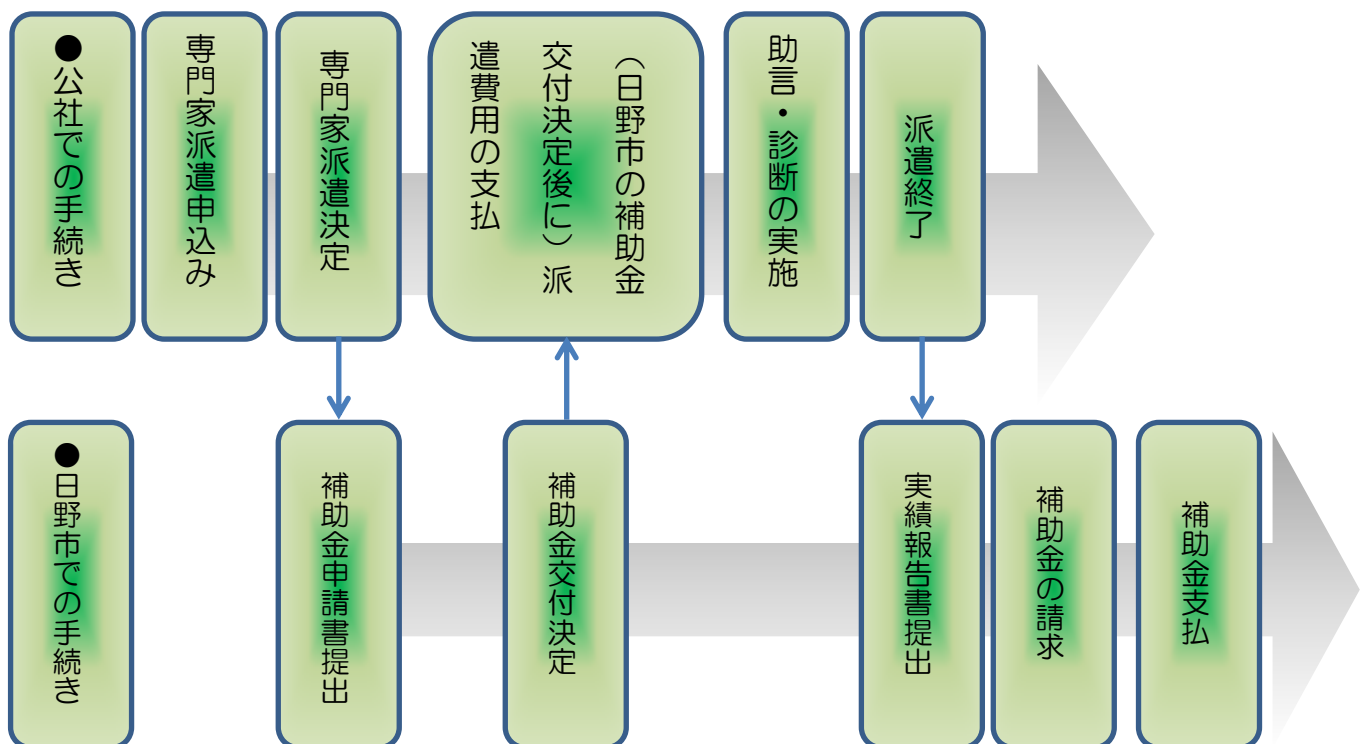 ●公社での手続き
専門家派遣申込み
専門家派遣決定
（日野市の補助金
交付決定後に）派
遣費用の支払
助言・診断の実施
派遣終了
●日野市での手続き
補助金申請書提出
補助金交付決定
実績報告書提出
補助金の請求
補助金支払